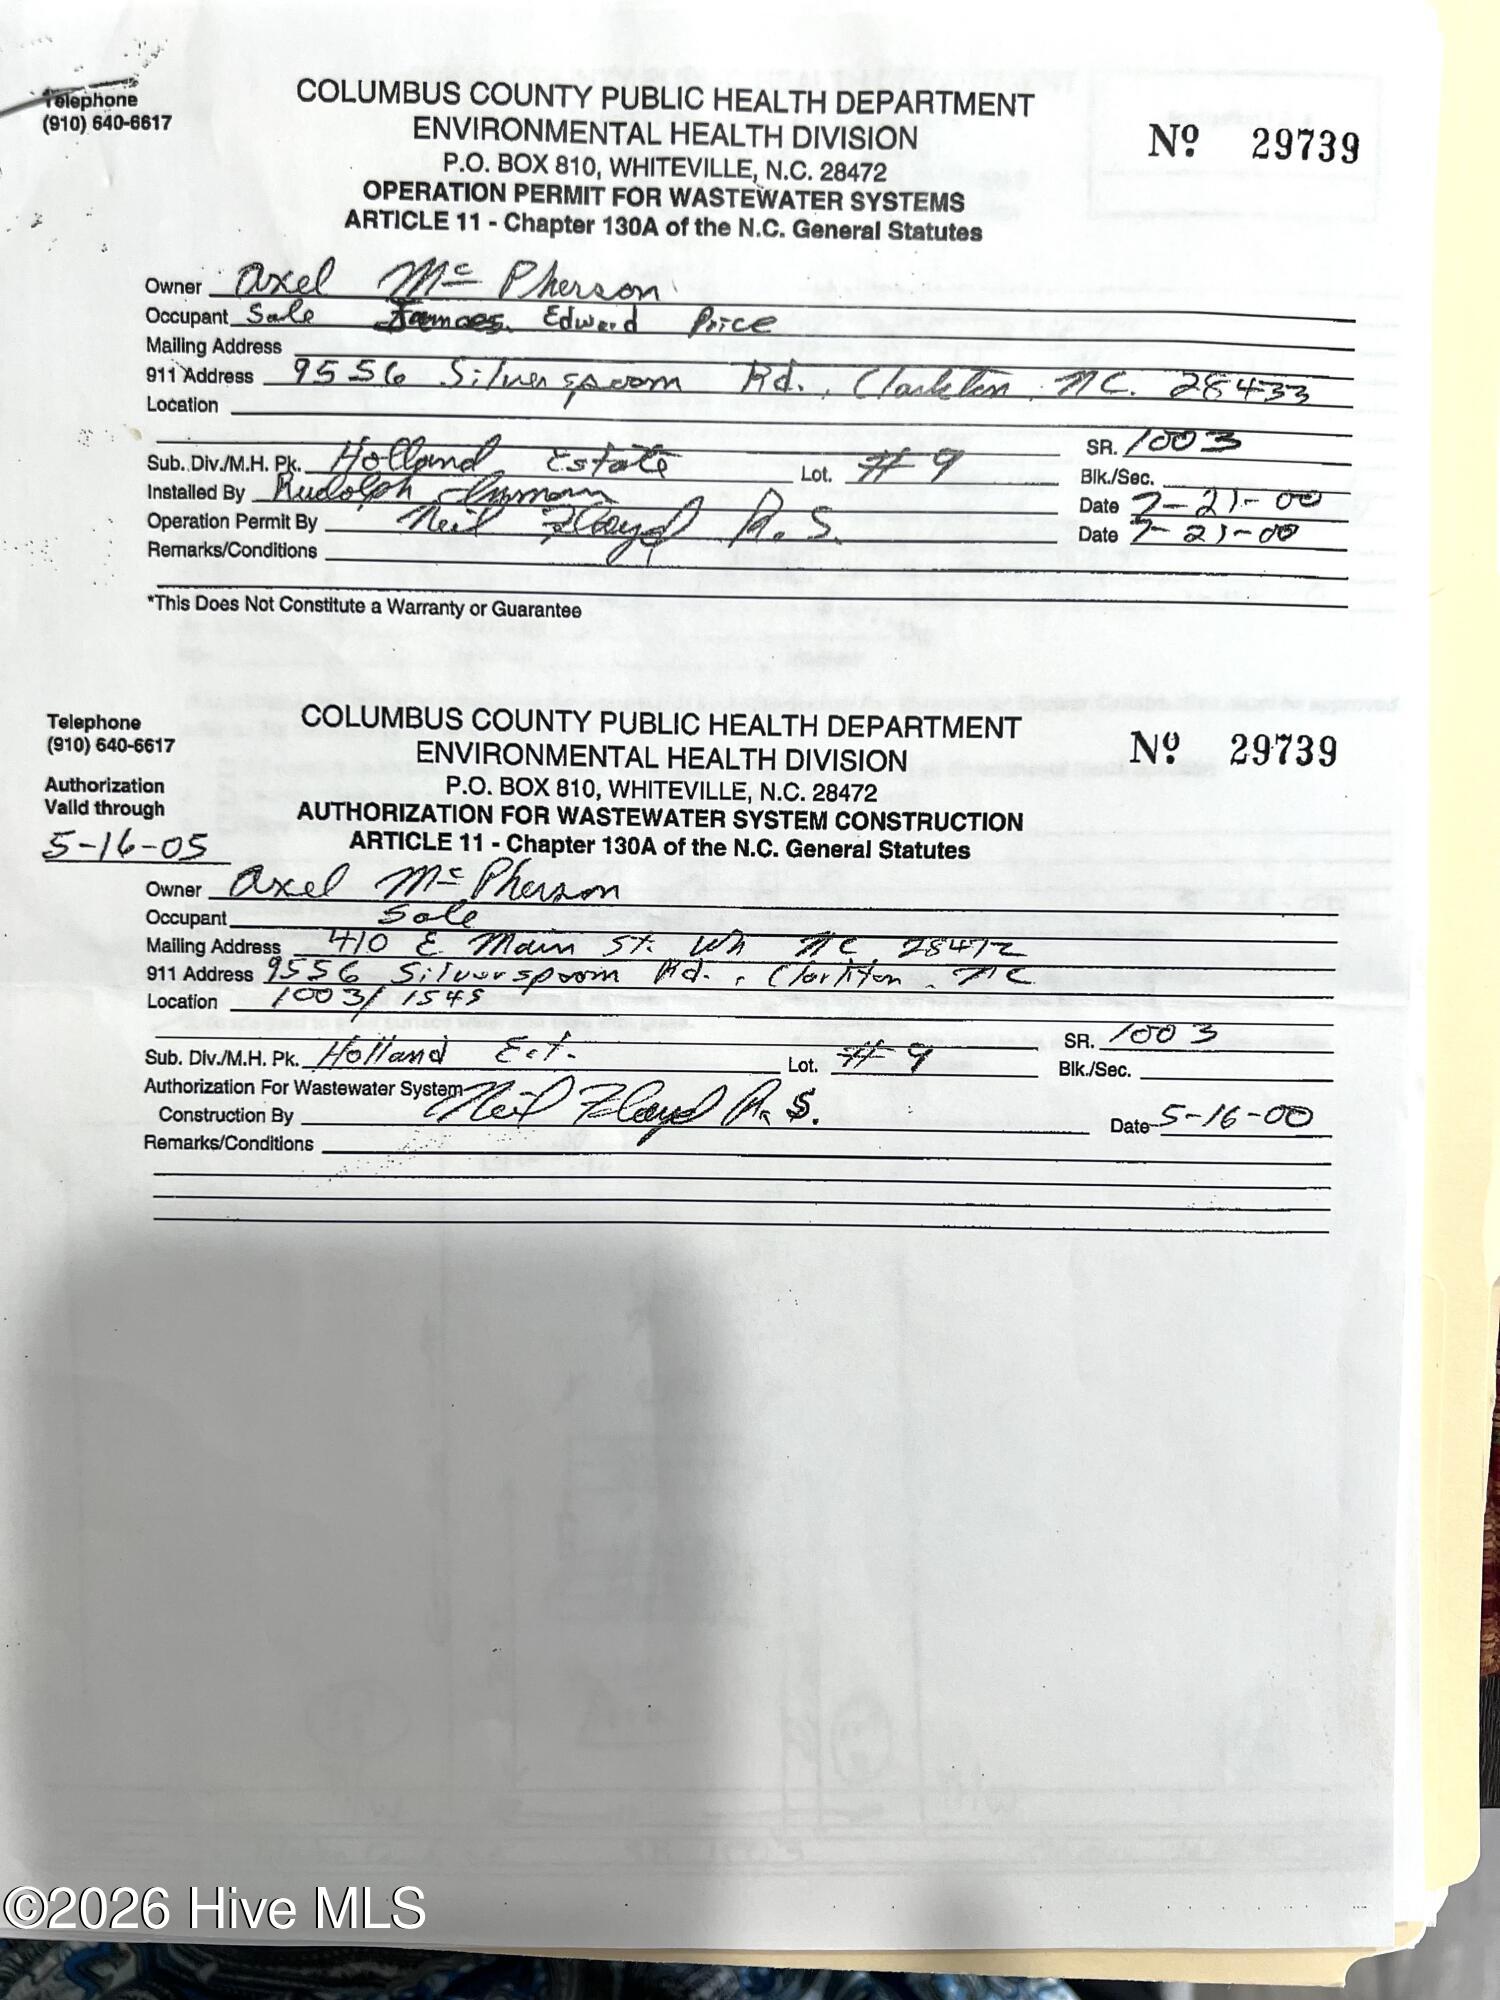 Telephone
(910) 640-6617
COLUMBUS COUNTY PUBLIC HEALTH DEPARTMENT
ENVIRONMENTAL HEALTH DIVISION
P.O. BOX 810, WHITEVILLE, N.C. 28472
OPERATION PERMIT FOR WASTEWATER SYSTEMS
ARTICLE 11 - Chapter 130A of the N.C. General Statutes
Nº 29739
Owner Axel McPherson
Occupant Sale Edward Price
Mailing Address
911 Address 9556 Silverspoon Rd., Clarkton, NC. 28433
Location
SR. 1003
Sub. Div./M.H. Pk. Holland Estate Lot. #9 Blk./Sec.
Installed By Rudolph Inman Date 7-21-00
Operation Permit By Neil Floyd R.S. Date 7-21-00
Remarks/Conditions
*This Does Not Constitute a Warranty or Guarantee
Telephone
(910) 640-6617
Authorization
Valid through
5-16-05
COLUMBUS COUNTY PUBLIC HEALTH DEPARTMENT
ENVIRONMENTAL HEALTH DIVISION
P.O. BOX 810, WHITEVILLE, N.C. 28472
AUTHORIZATION FOR WASTEWATER SYSTEM CONSTRUCTION
ARTICLE 11 - Chapter 130A of the N.C. General Statutes
Nº 29739
Owner Axel McPherson
Occupant Sale
Mailing Address 410 E Main St. Wh NC 28472
911 Address 9556 Silverspoon Rd., Clarkton, NC
Location 1003/1545
SR. 1003
Sub. Div./M.H. Pk. Holland Est. Lot. #9 Blk./Sec.
Authorization For Wastewater System
Construction By Neil Floyd R.S. Date 5-16-00
Remarks/Conditions
©2026 Hive MLS